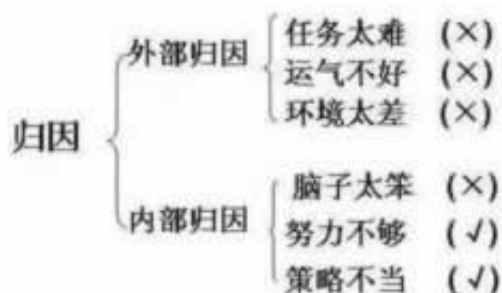 归因
外部归因
任务太难 (×)
运气不好 (×)
环境太差 (×)
内部归因
脑子太笨 (×)
努力不够 (√)
策略不当 (√)